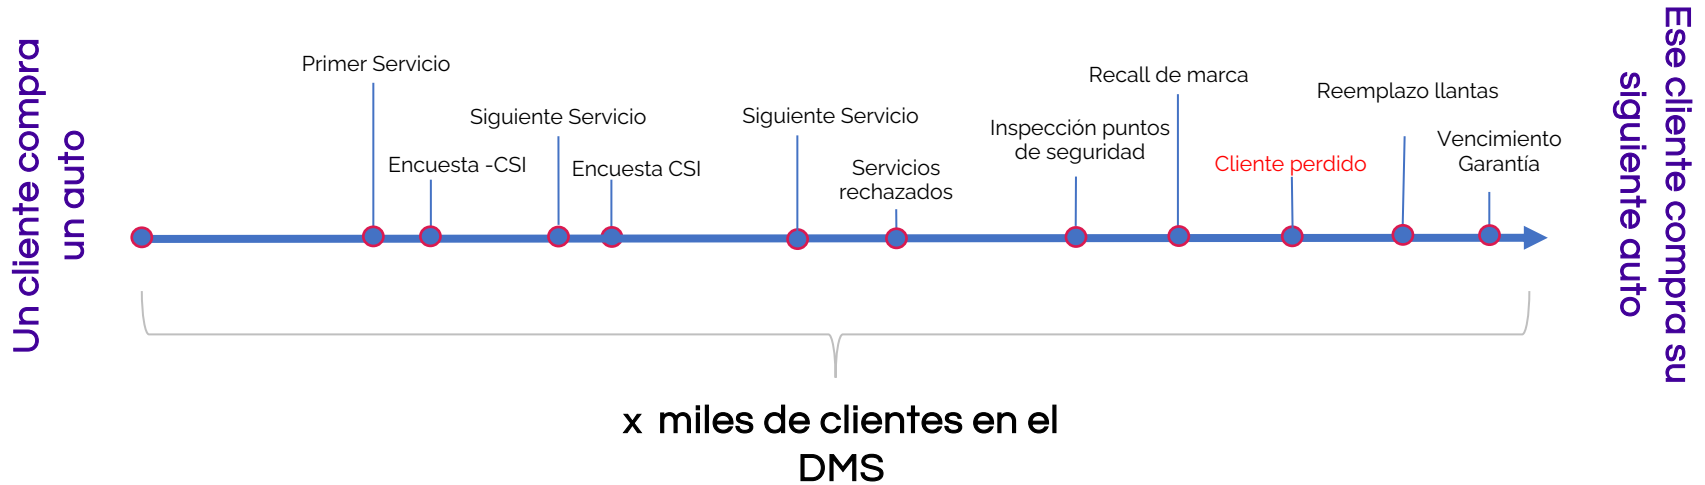 Un cliente compra
un auto
Primer Servicio
Encuesta -CSI
Siguiente Servicio
Encuesta CSI
Siguiente Servicio
Servicios
rechazados
Inspección puntos
de seguridad
Recall de marca
Cliente perdido
Reemplazo llantas
Vencimiento
Garantía
Ese cliente compra su
siguiente auto
x miles de clientes en el
DMS